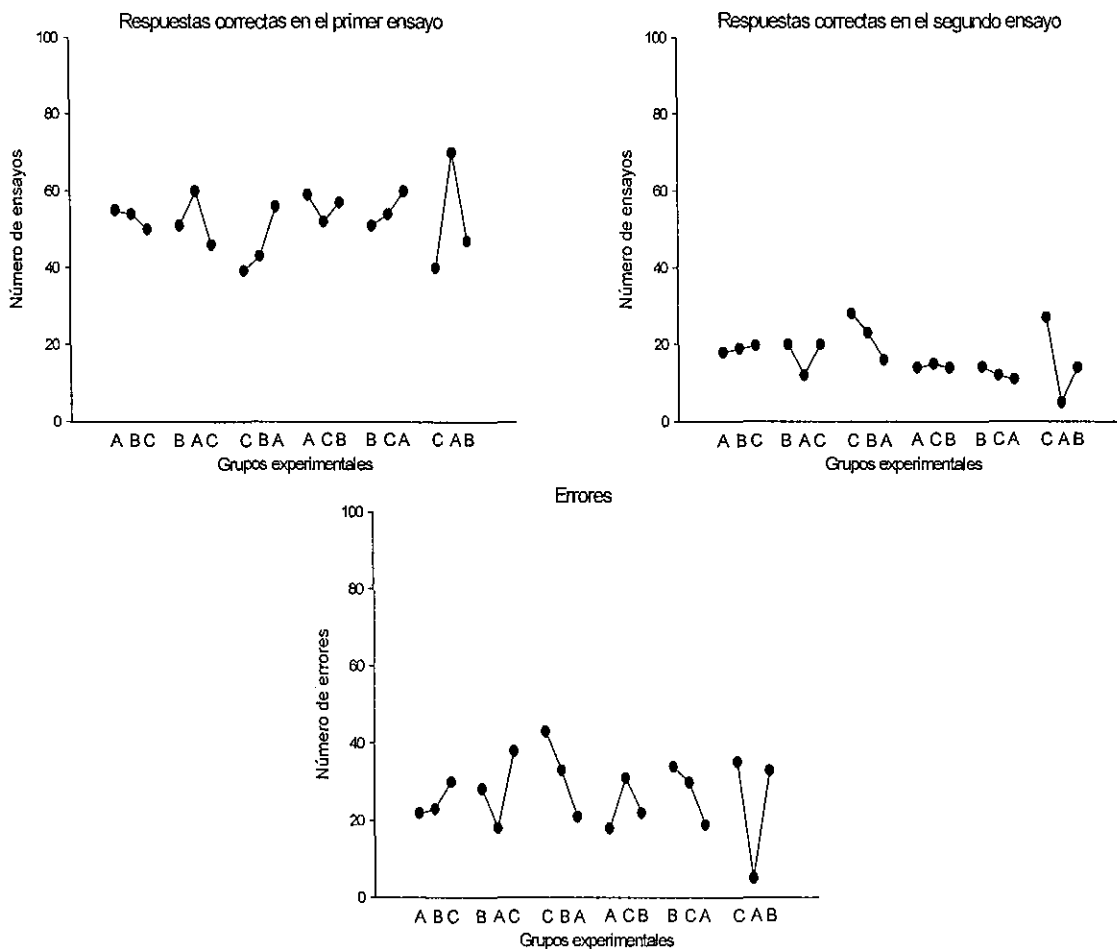 Respuestas correctas en el primer ensayo
100
80
60
40
20
0
Número de ensayos
A B C B A C C B A A C B B C A C A B
Grupos experimentales
Respuestas correctas en el segundo ensayo
100
80
60
40
20
0
Número de ensayos
A B C B A C C B A A C B B C A C A B
Grupos experimentales
Errores
100
80
60
40
20
0
Número de errores
A B C B A C C B A A C B B C A C A B
Grupos experimentales